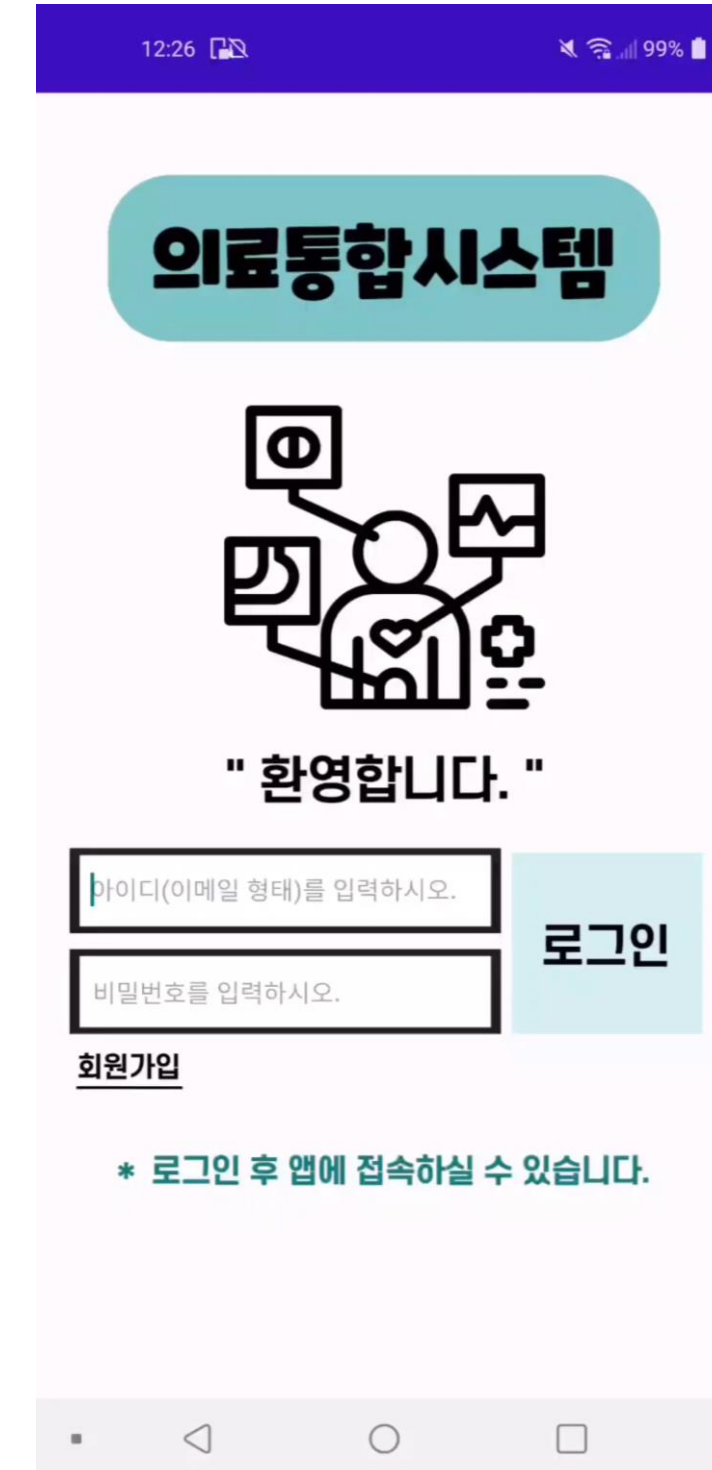 12:26 99%
의료통합시스템
" 환영합니다. "
아이디(이메일 형태)를 입력하시오.
로그인
비밀번호를 입력하시오.
회원가입
* 로그인 후 앱에 접속하실 수 있습니다.